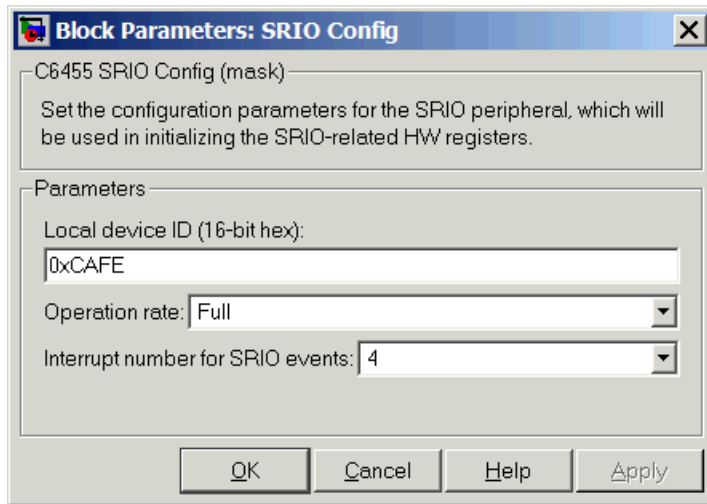 Block Parameters: SRIO Config
C6455 SRIO Config (mask)
Set the configuration parameters for the SRIO peripheral, which will
be used in initializing the SRIO-related HW registers.
Parameters
Local device ID (16-bit hex):
0xCAFE
Operation rate: Full
Interrupt number for SRIO events: 4
OK Cancel Help Apply